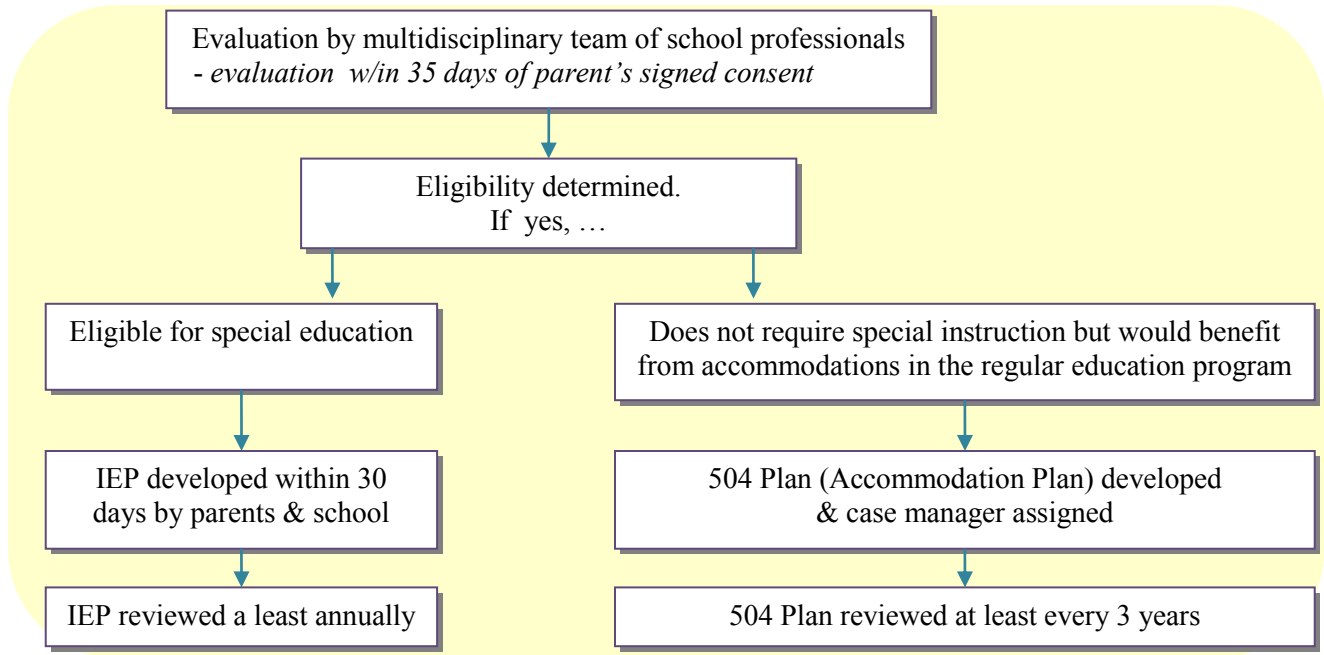 Evaluation by multidisciplinary team of school professionals
- evaluation w/in 35 days of parent’s signed consent
Eligibility determined.
If yes, …
Eligible for special education
Does not require special instruction but would benefit
from accommodations in the regular education program
IEP developed within 30
days by parents & school
504 Plan (Accommodation Plan) developed
& case manager assigned
IEP reviewed a least annually
504 Plan reviewed at least every 3 years